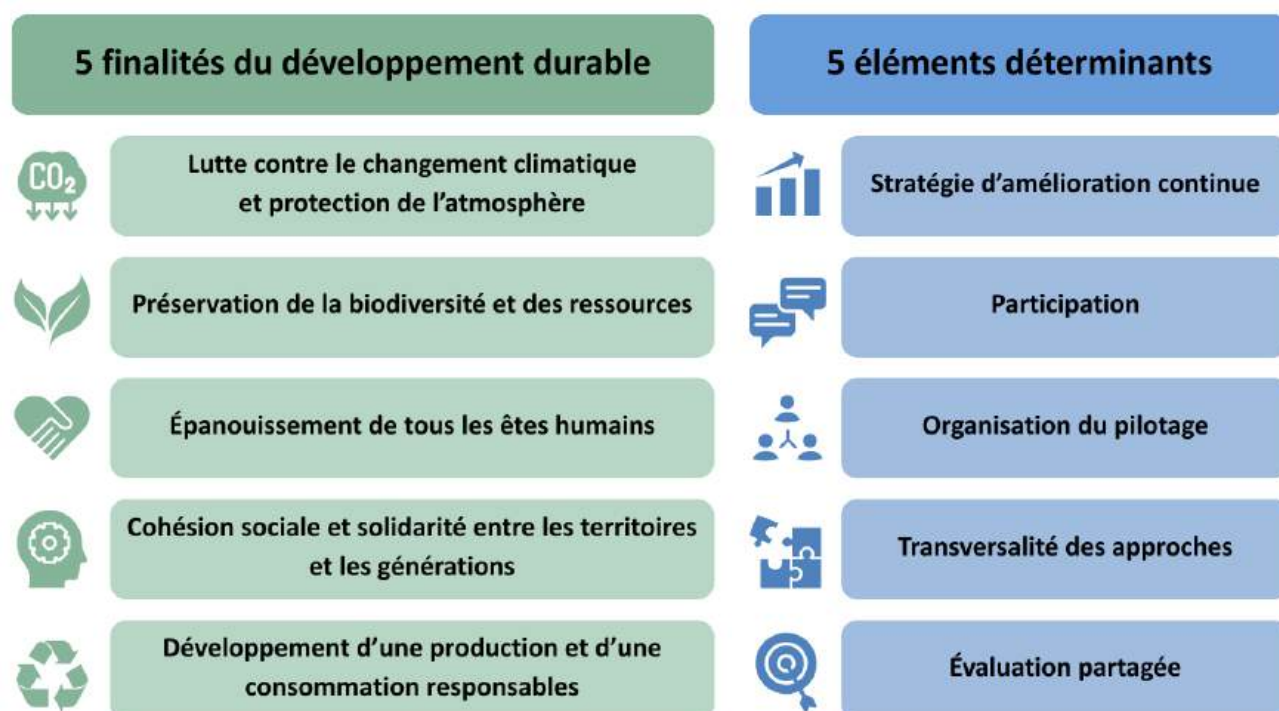 5 finalités du développement durable
CO₂
Lutte contre le changement climatique
et protection de l'atmosphère
Préservation de la biodiversité et des ressources
Épanouissement de tous les êtes humains
Cohésion sociale et solidarité entre les territoires
et les générations
Développement d'une production et d'une
consommation responsables
5 éléments déterminants
Stratégie d'amélioration continue
Participation
Organisation du pilotage
Transversalité des approches
Évaluation partagée